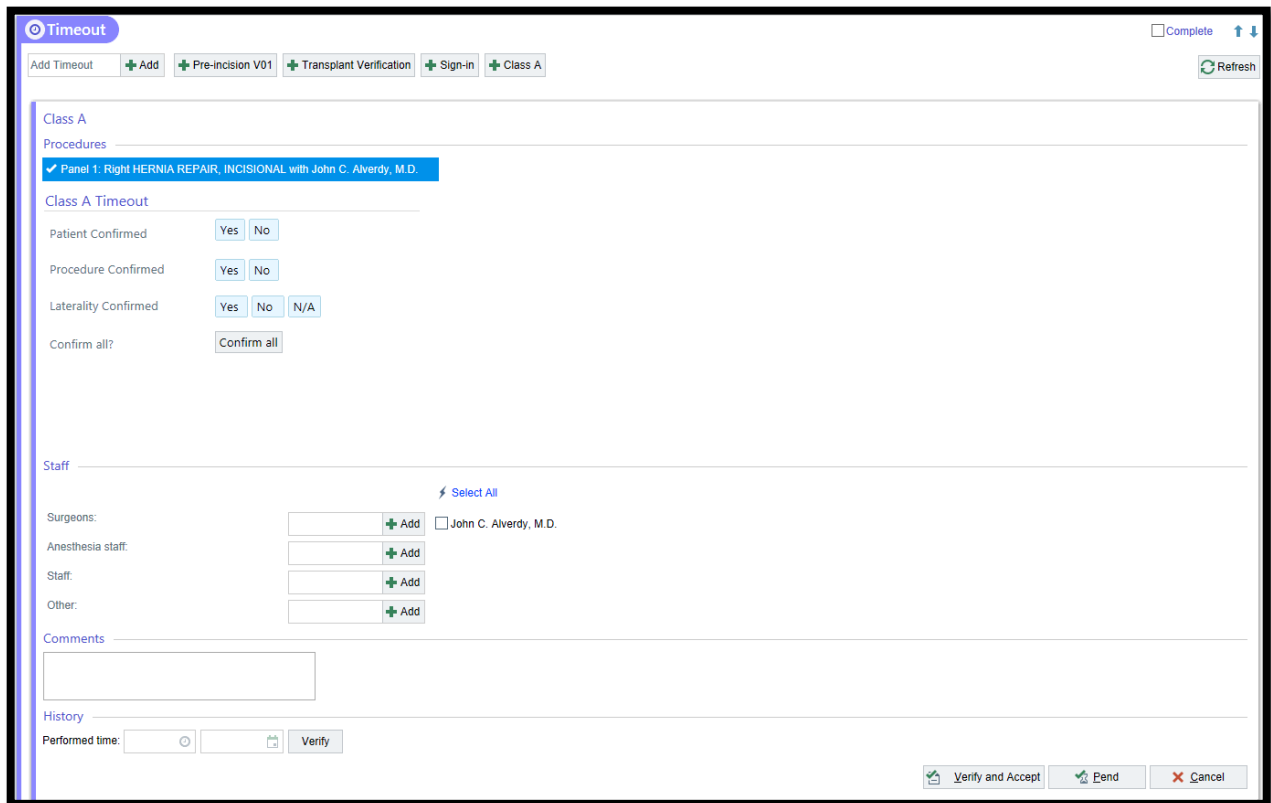 Timeout
Complete
Add Timeout Add Pre-incision V01 Transplant Verification Sign-in Class A
Refresh
Class A
Procedures
Panel 1: Right HERNIA REPAIR, INCISIONAL with John C. Alverdy, M.D.
Class A Timeout
Patient Confirmed Yes No
Procedure Confirmed Yes No
Laterality Confirmed Yes No N/A
Confirm all? Confirm all
Staff
Select All
Surgeons: Add John C. Alverdy, M.D.
Anesthesia staff: Add
Staff: Add
Other: Add
Comments
History
Performed time: Verify
Verify and Accept Pend Cancel